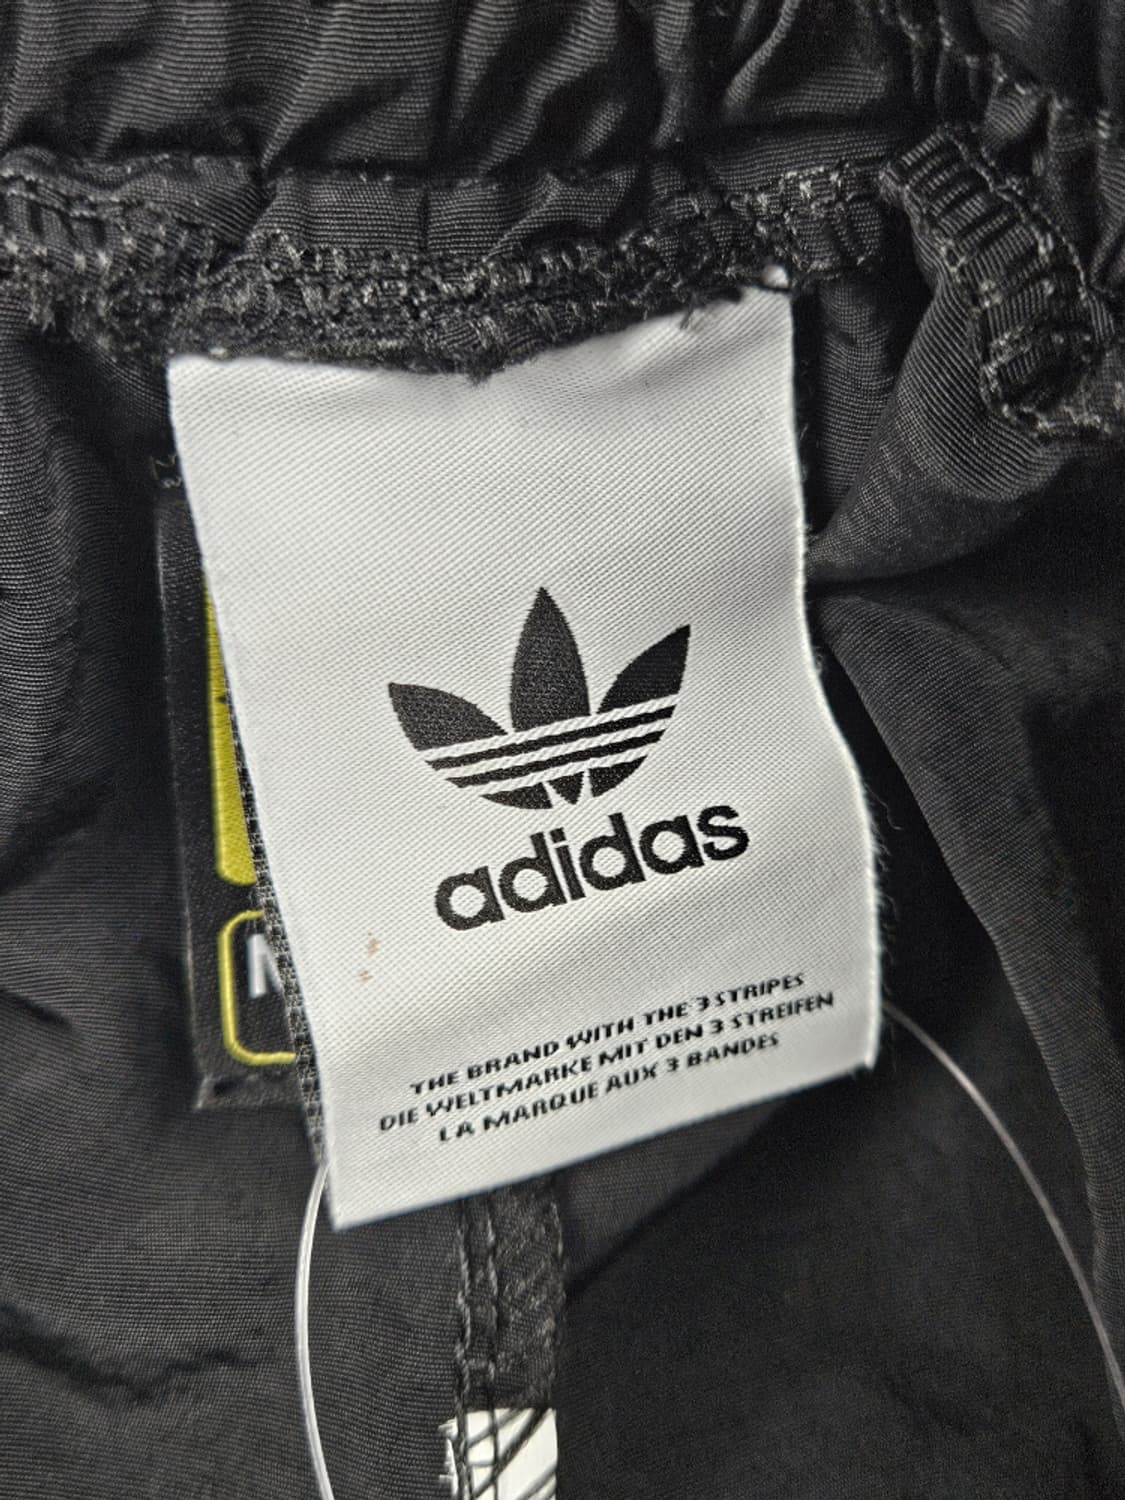 adidas
THE BRAND WITH THE 3 STRIPES
DIE WELTMARKE MIT DEN 3 STREIFEN
LA MARQUE AUX 3 BANDES